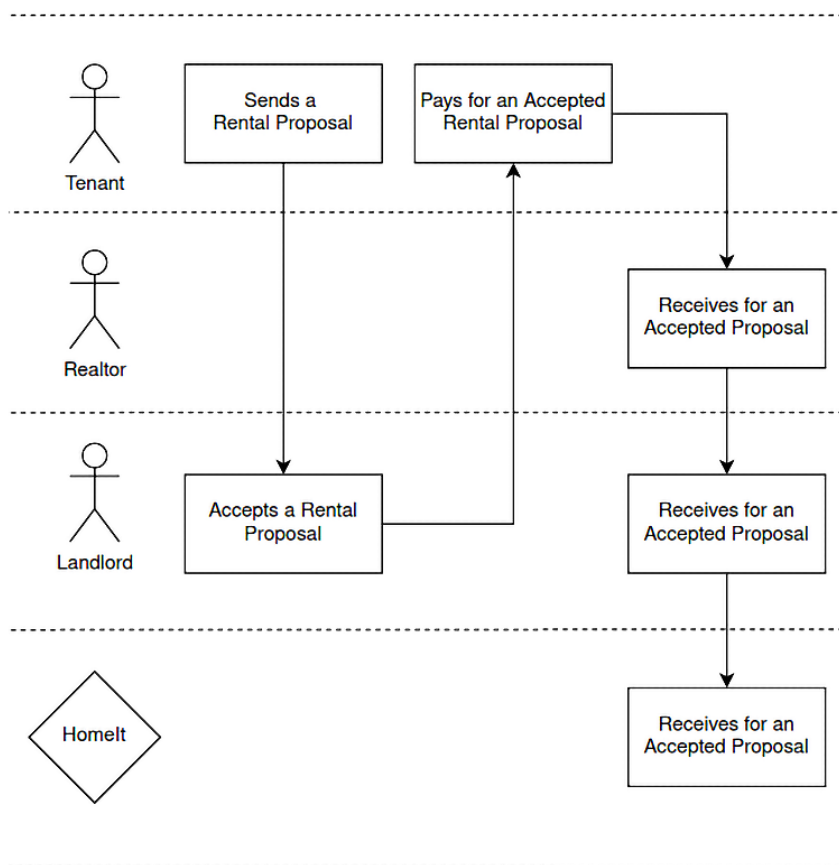 Sends a
Rental Proposal
Pays for an Accepted
Rental Proposal
Tenant
Receives for an
Accepted Proposal
Realtor
Accepts a Rental
Proposal
Receives for an
Accepted Proposal
Landlord
HomeIt
Receives for an
Accepted Proposal